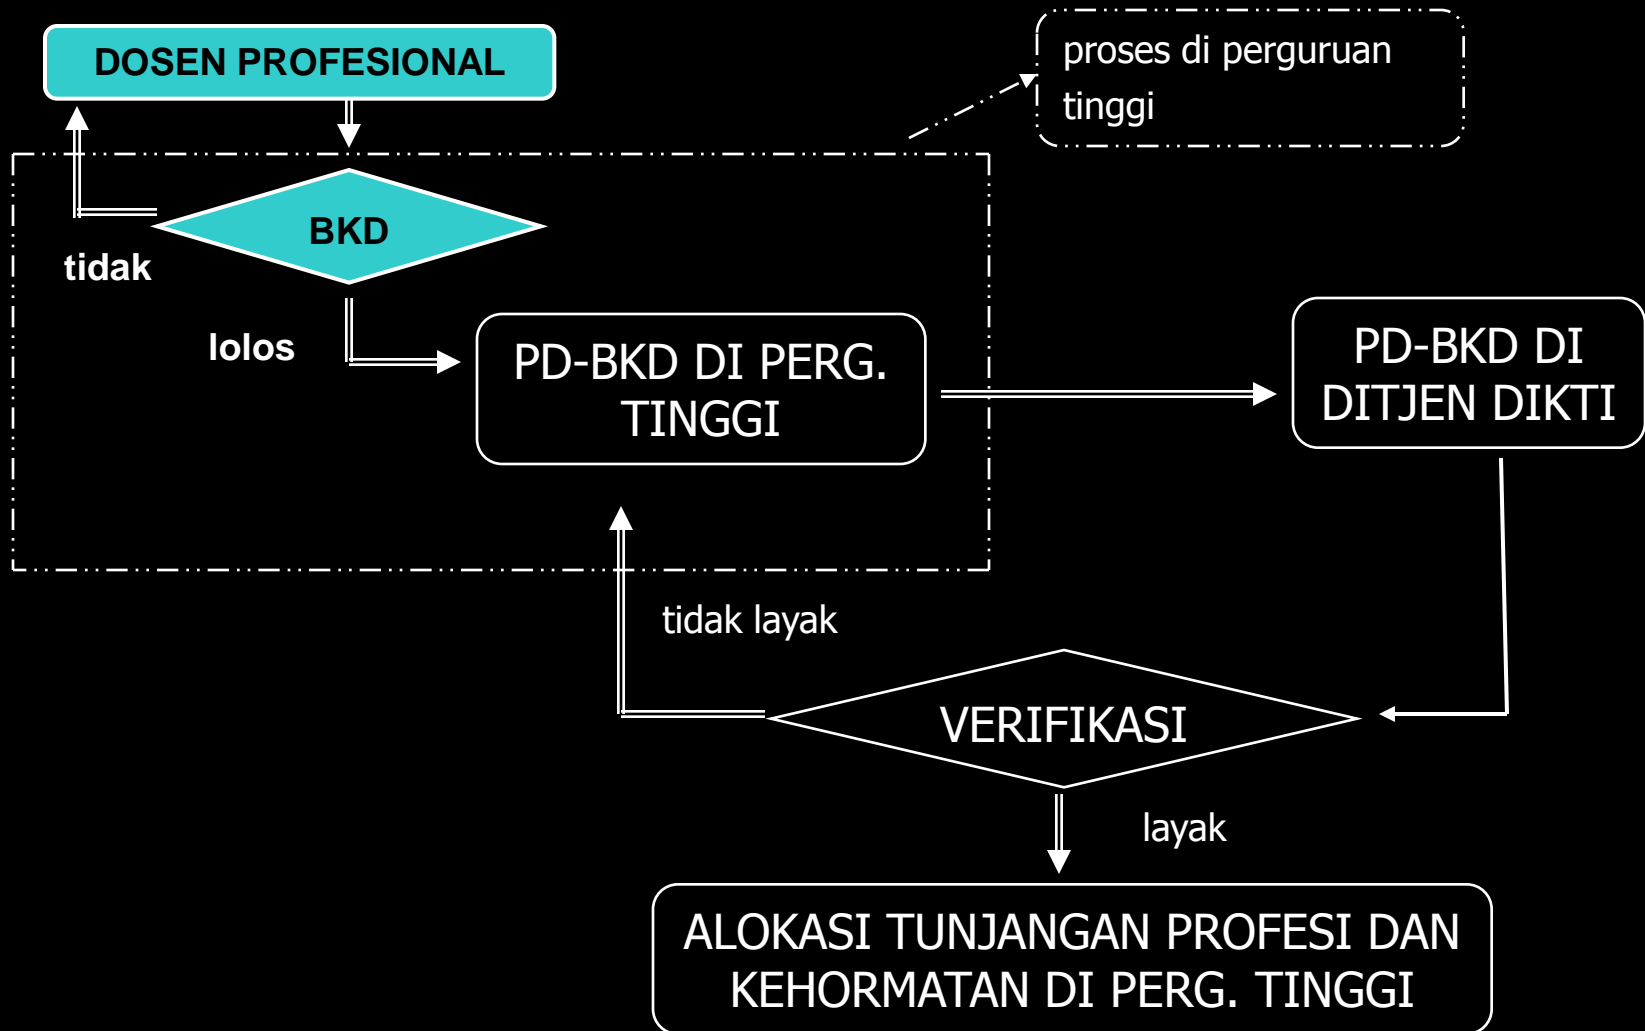 DOSEN PROFESIONAL
proses di perguruan
tinggi
BKD
tidak
lolos
PD-BKD DI PERG.
TINGGI
PD-BKD DI
DITJEN DIKTI
tidak layak
VERIFIKASI
layak
ALOKASI TUNJANGAN PROFESI DAN
KEHORMATAN DI PERG. TINGGI